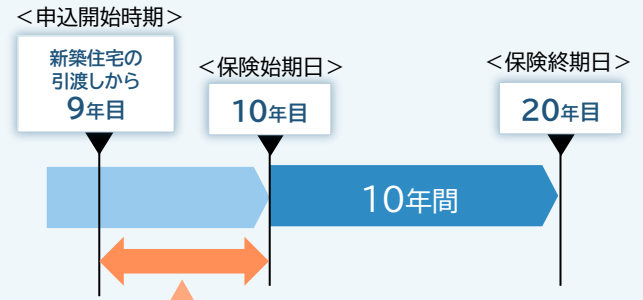 ＜申込開始時期＞
新築住宅の
引渡しから
9年目
＜保険始期日＞
10年目
＜保険終期日＞
20年目
10年間